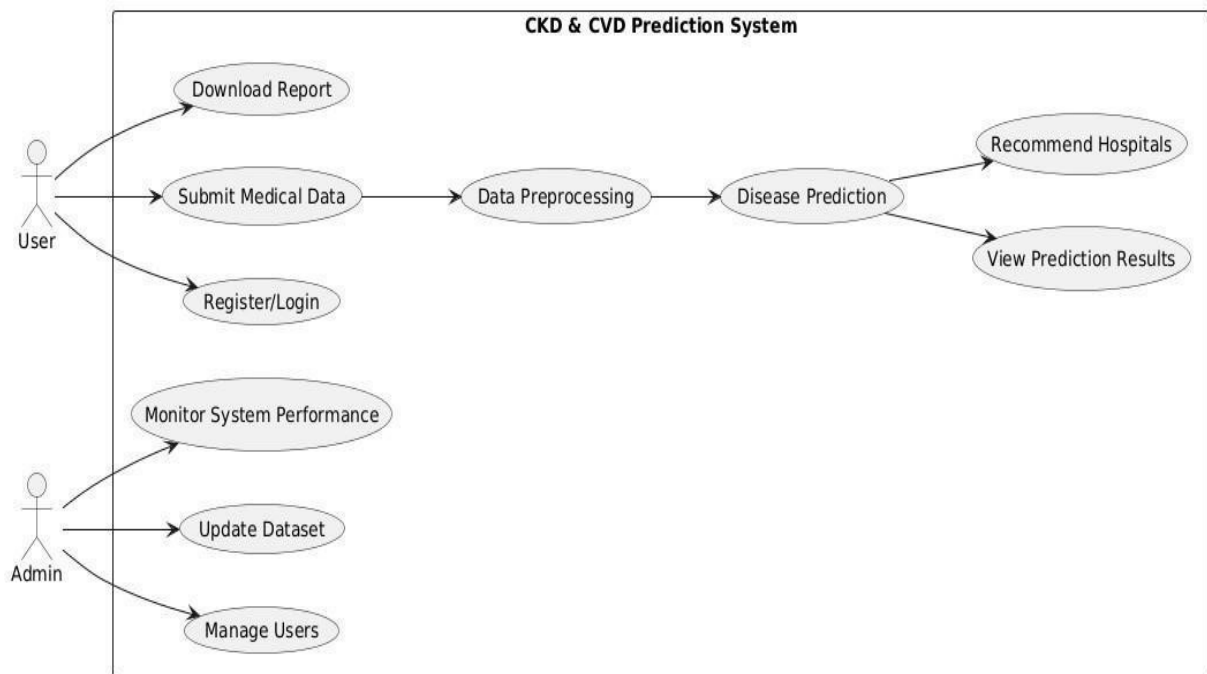 CKD & CVD Prediction System
Download Report
Recommend Hospitals
User
Submit Medical Data
Data Preprocessing
Disease Prediction
View Prediction Results
Register/Login
Monitor System Performance
Admin
Update Dataset
Manage Users